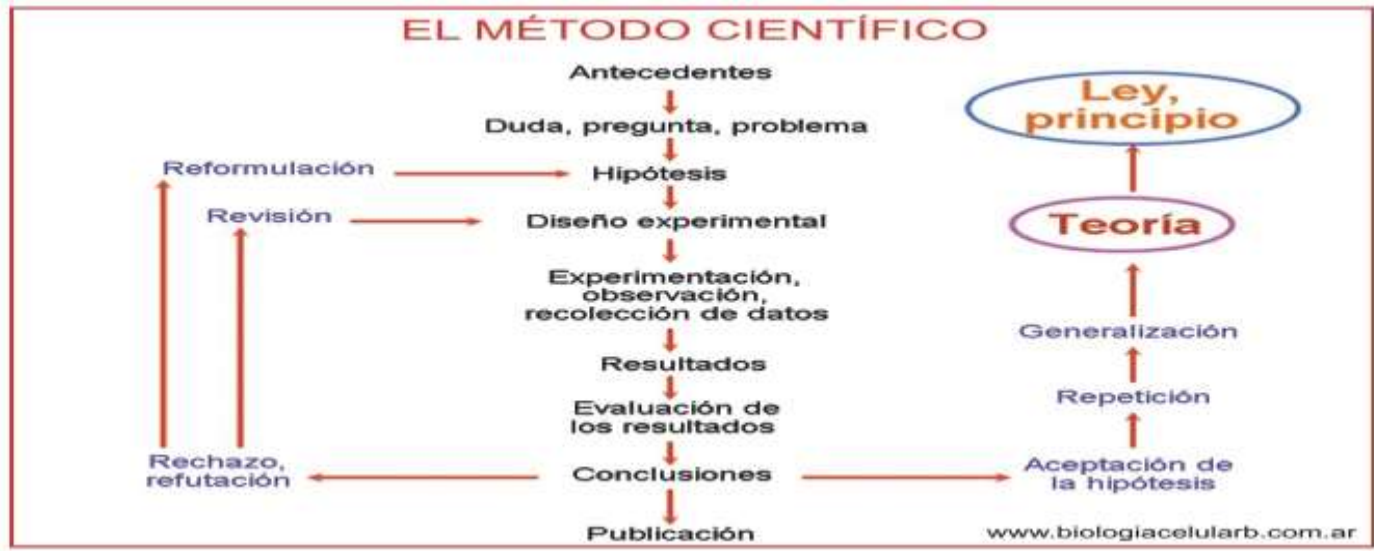 EL MÉTODO CIENTÍFICO
Antecedentes
Duda, pregunta, problema
Hipótesis
Diseño experimental
Experimentación,
observación,
recolección de datos
Resultados
Evaluación de
los resultados
Conclusiones
Publicación
Reformulación
Revisión
Rechazo,
refutación
Ley,
principio
Teoría
Generalización
Repetición
Aceptación de
la hipótesis
www.biologiacelularb.com.ar